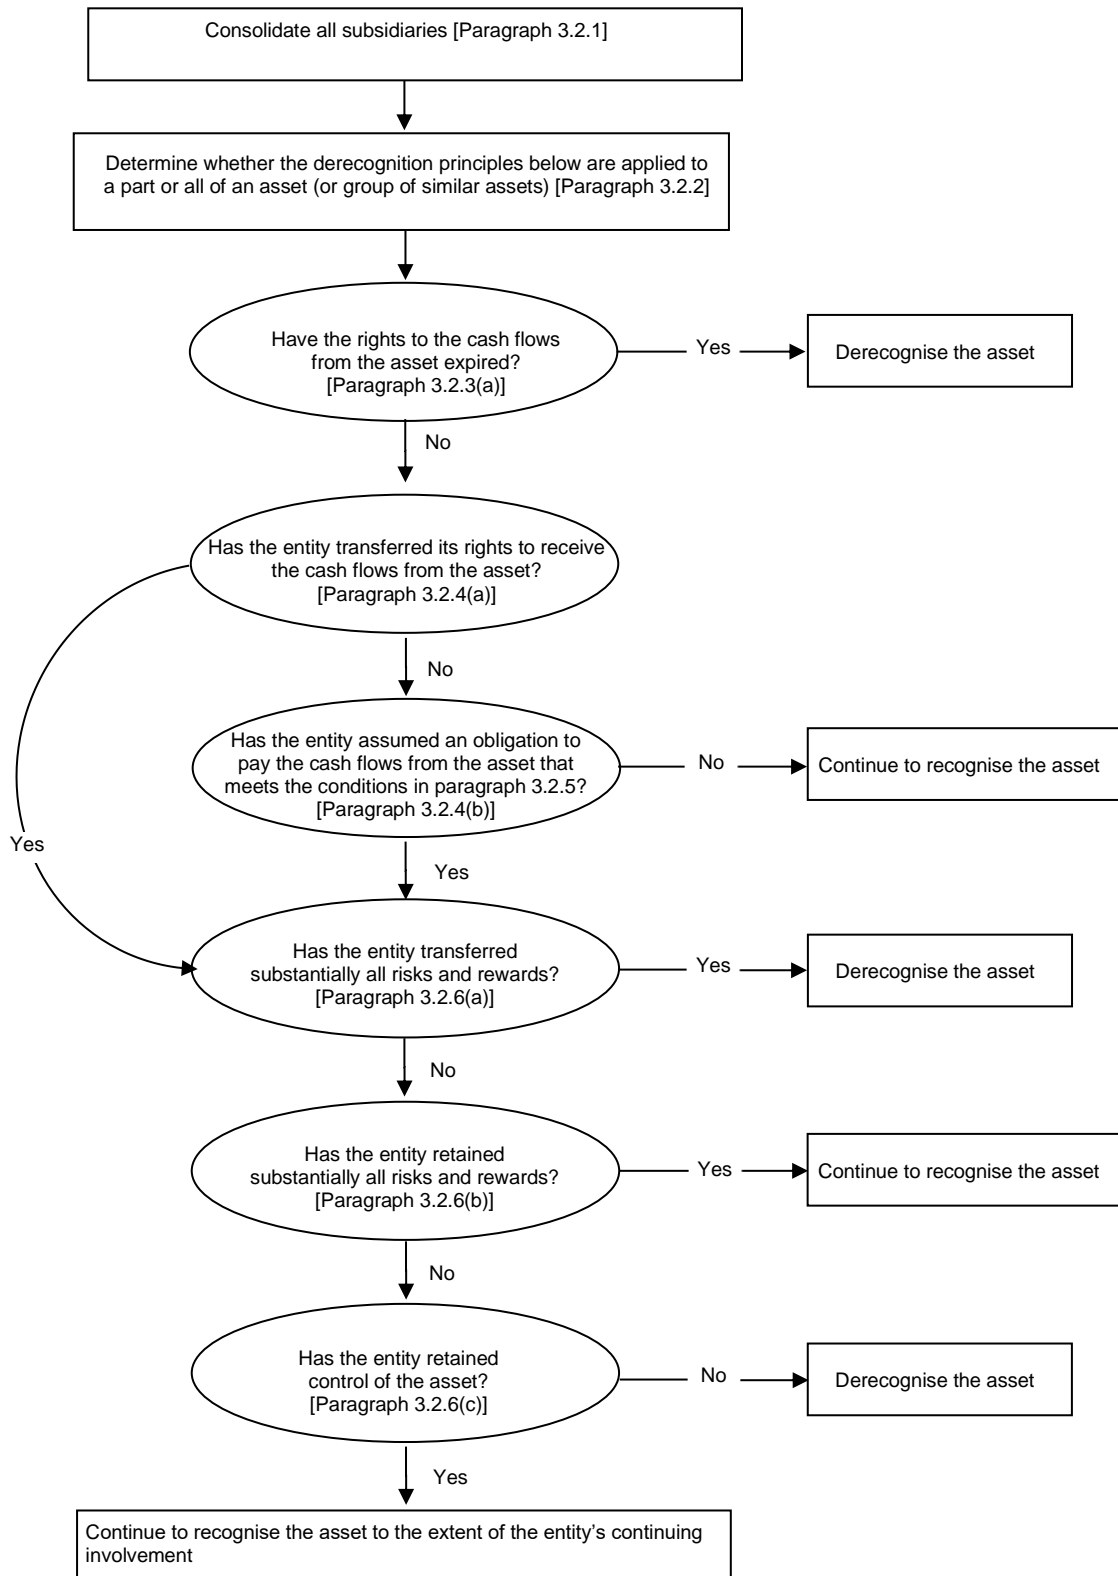 Consolidate all subsidiaries [Paragraph 3.2.1]
Determine whether the derecognition principles below are applied to
a part or all of an asset (or group of similar assets) [Paragraph 3.2.2]
Have the rights to the cash flows
from the asset expired?
[Paragraph 3.2.3(a)]
Yes
Derecognise the asset
No
Has the entity transferred its rights to receive
the cash flows from the asset?
[Paragraph 3.2.4(a)]
No
Has the entity assumed an obligation to
pay the cash flows from the asset that
meets the conditions in paragraph 3.2.5?
[Paragraph 3.2.4(b)]
No
Continue to recognise the asset
Yes
Yes
Has the entity transferred
substantially all risks and rewards?
[Paragraph 3.2.6(a)]
Yes
Derecognise the asset
No
Has the entity retained
substantially all risks and rewards?
[Paragraph 3.2.6(b)]
Yes
Continue to recognise the asset
No
Has the entity retained
control of the asset?
[Paragraph 3.2.6(c)]
No
Derecognise the asset
Yes
Continue to recognise the asset to the extent of the entity’s continuing
involvement